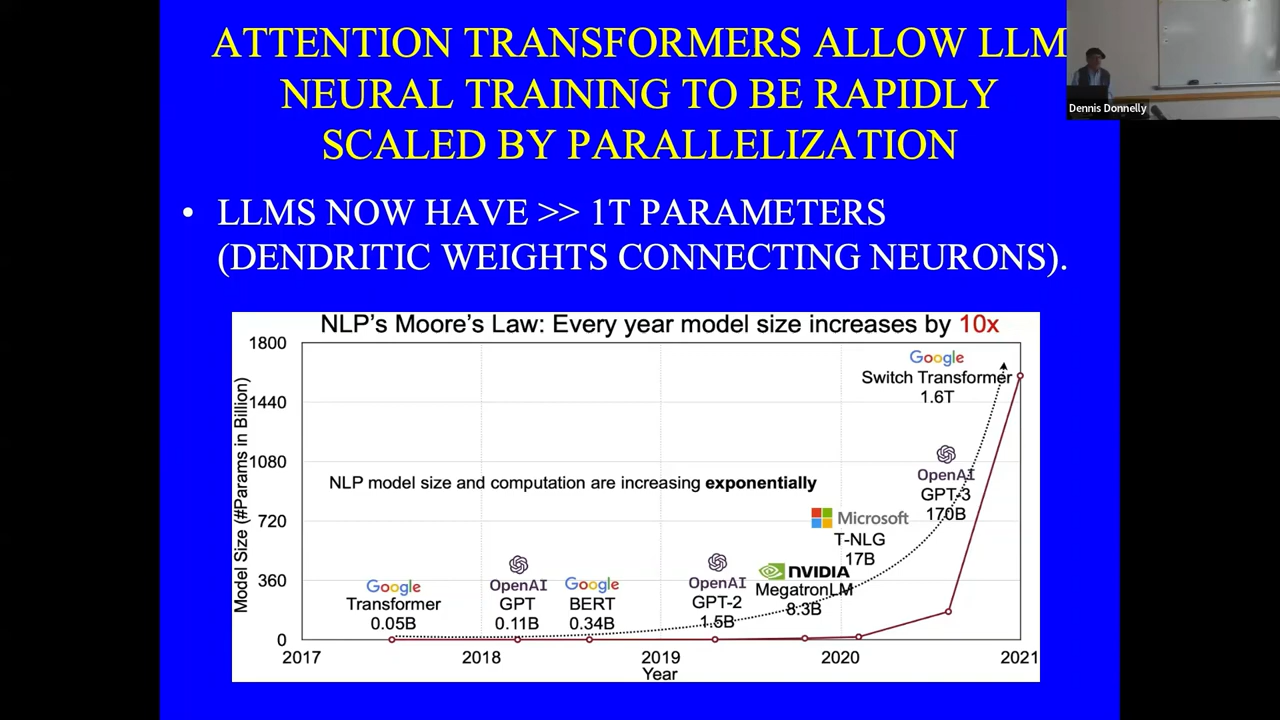 ATTENTION TRANSFORMERS ALLOW LLM
NEURAL TRAINING TO BE RAPIDLY
SCALED BY PARALLELIZATION
Dennis Donnelly
• LLMS NOW HAVE >> 1T PARAMETERS
(DENDRITIC WEIGHTS CONNECTING NEURONS).
NLP's Moore's Law: Every year model size increases by 10x
Model Size (#Params in Billion)
1800
1440
1080
720
360
0
Google
Switch Transformer
1.6T
OpenAI
GPT-3
170B
NLP model size and computation are increasing exponentially
Microsoft
T-NLG
17B
NVIDIA
MegatronLM
8.3B
Google
Transformer
0.05B
OpenAI
GPT
0.11B
Google
BERT
0.34B
OpenAI
GPT-2
1.5B
2017 2018 2019 2020 2021
Year